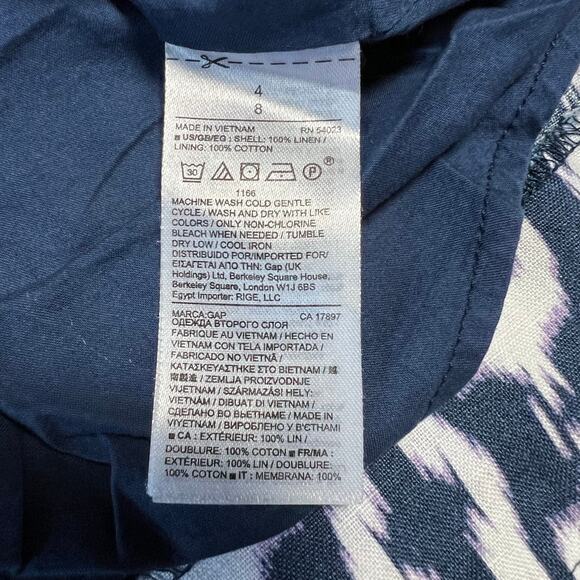 4
8
MADE IN VIETNAM RN 54023
■ US/GB/EG : SHELL: 100% LINEN /
LINING: 100% COTTON
30 P
1166
MACHINE WASH COLD GENTLE
CYCLE / WASH AND DRY WITH LIKE
COLORS / ONLY NON-CHLORINE
BLEACH WHEN NEEDED / TUMBLE
DRY LOW / COOL IRON
DISTRIBUIDO POR/IMPORTED FOR/
ΕΙΣΑΓΕΤΑΙ ΑΠΟ ΤΗΝ: Gap (UK
Holdings) Ltd, Berkeley Square House,
Berkeley Square, London W1J 6BS
Egypt Importer: RIGE, LLC
MARCA:GAP CA 17897
ОДЕЖДА ВТОРОГО СЛОЯ
FABRIQUE AU VIETNAM / HECHO EN
VIETNAM CON TELA IMPORTADA /
FABRICADO NO VIETNÃ /
ΚΑΤΑΣΚΕΥΑΣΤΗΚΕ ΣΤΟ ΒΙΕΤΝΑΜ / 越
南製造 / ZEMLJA PROIZVODNJE
VIJETNAM / SZÁRMAZÁSI HELY:
VIETNÁM / DIBUAT DI VIETNAM /
СДЕЛАНО ВО ВЬЕТНАМЕ / MADE IN
VIYETNAM / ВИРОБЛЕНО У В'ЄТНАМІ
■ CA : EXTÉRIEUR: 100% LIN /
DOUBLURE: 100% COTON ■ FR/MA :
EXTÉRIEUR: 100% LIN / DOUBLURE:
100% COTON ■ IT : MEMBRANA: 100%